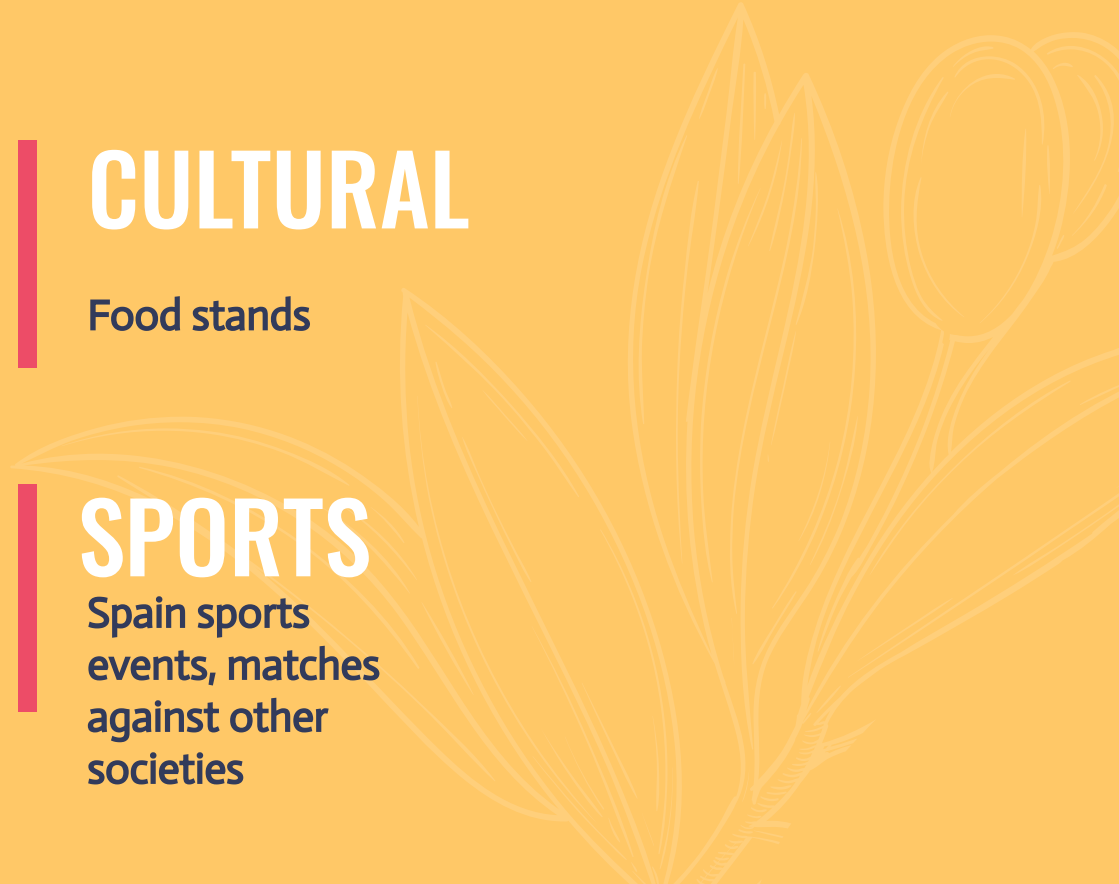 CULTURAL
Food stands
SPORTS
Spain sports
events, matches
against other
societies